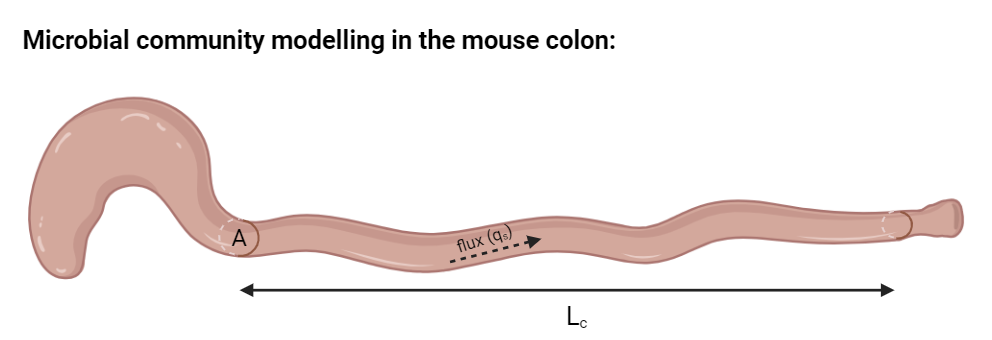 Microbial community modelling in the mouse colon:
A
flux (qₛ)
L꜀